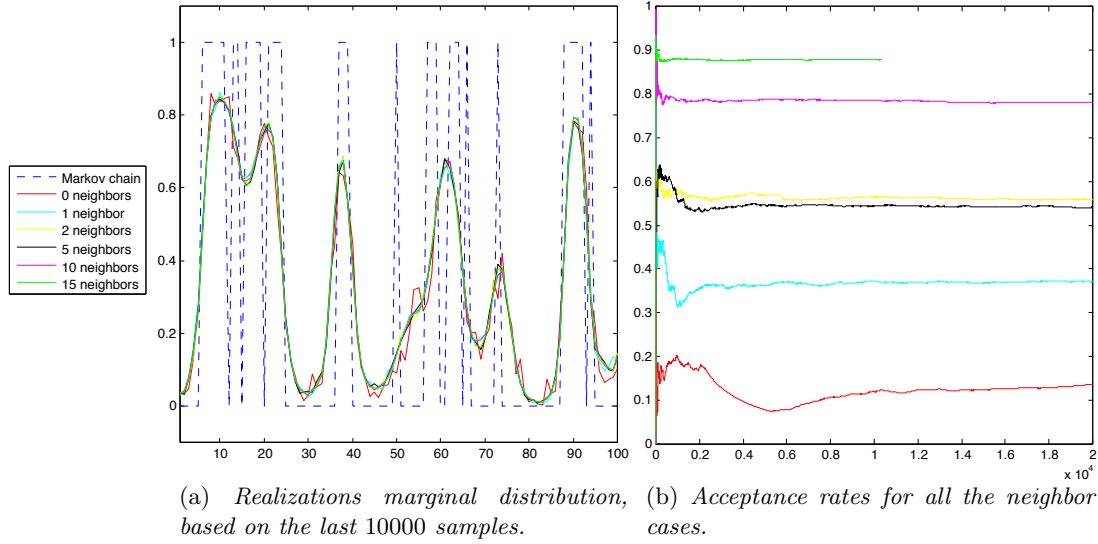 Markov chain
0 neighbors
1 neighbor
2 neighbors
5 neighbors
10 neighbors
15 neighbors
1
0.8
0.6
0.4
0.2
0
10 20 30 40 50 60 70 80 90 100
1
0.9
0.8
0.7
0.6
0.5
0.4
0.3
0.2
0.1
0
0 0.2 0.4 0.6 0.8 1 1.2 1.4 1.6 1.8 2
x 10⁴
(a) Realizations marginal distribution,
based on the last 10000 samples.
(b) Acceptance rates for all the neighbor
cases.